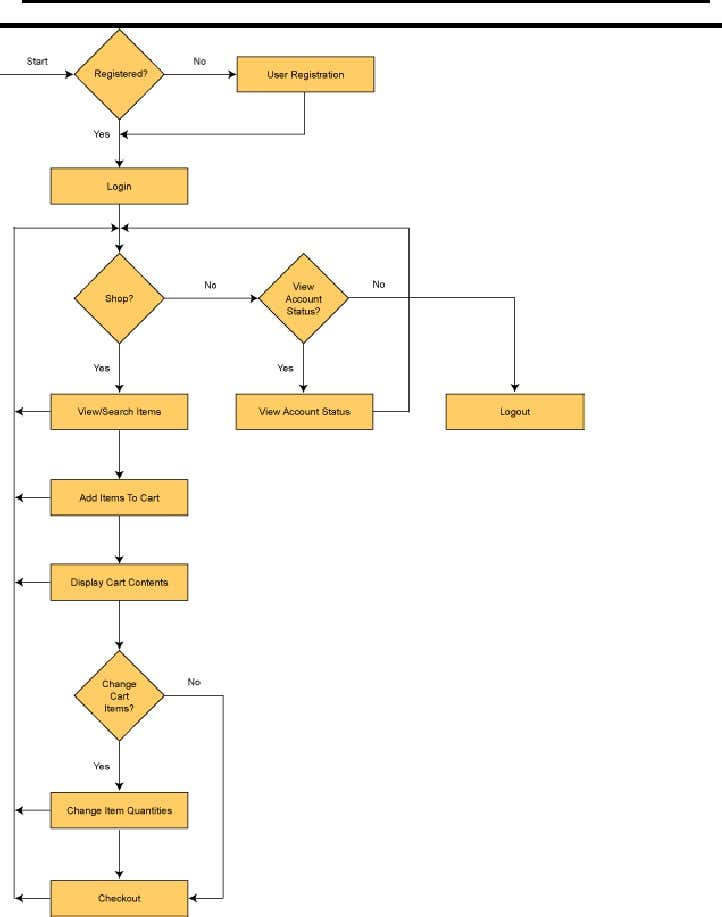 Start
Registered?
No
User Registration
Yes
Login
Shop?
No
View
Account
Status?
No
Yes
Yes
View/Search Items
View Account Status
Logout
Add Items To Cart
Display Cart Contents
Change
Cart
Items?
No
Yes
Change Item Quantities
Checkout